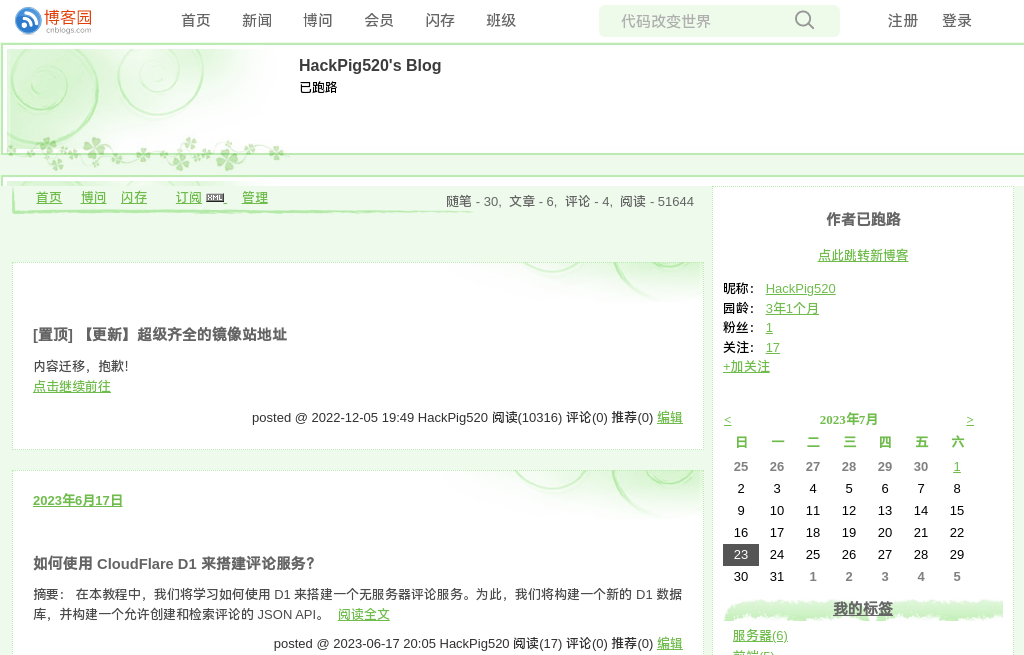 博客园
cnblogs.com
首页 新闻 博问 会员 闪存 班级
代码改变世界
注册 登录
HackPig520's Blog
已跑路
首页 博问 闪存 订阅 XML 管理
随笔 - 30,  文章 - 6,  评论 - 4,  阅读 - 51644
[置顶] 【更新】超级齐全的镜像站地址
内容迁移，抱歉！
点击继续前往
posted @ 2022-12-05 19:49 HackPig520 阅读(10316) 评论(0) 推荐(0) 编辑
2023年6月17日
如何使用 CloudFlare D1 来搭建评论服务？
摘要： 在本教程中，我们将学习如何使用 D1 来搭建一个无服务器评论服务。为此，我们将构建一个新的 D1 数据
库，并构建一个允许创建和检索评论的 JSON API。 阅读全文
posted @ 2023-06-17 20:05 HackPig520 阅读(17) 评论(0) 推荐(0) 编辑
作者已跑路
点此跳转新博客
昵称： HackPig520
园龄： 3年1个月
粉丝： 1
关注： 17
+加关注
< 2023年7月 >
日 一 二 三 四 五 六
25 26 27 28 29 30 1
2 3 4 5 6 7 8
9 10 11 12 13 14 15
16 17 18 19 20 21 22
23 24 25 26 27 28 29
30 31 1 2 3 4 5
我的标签
服务器(6)
前端(5)